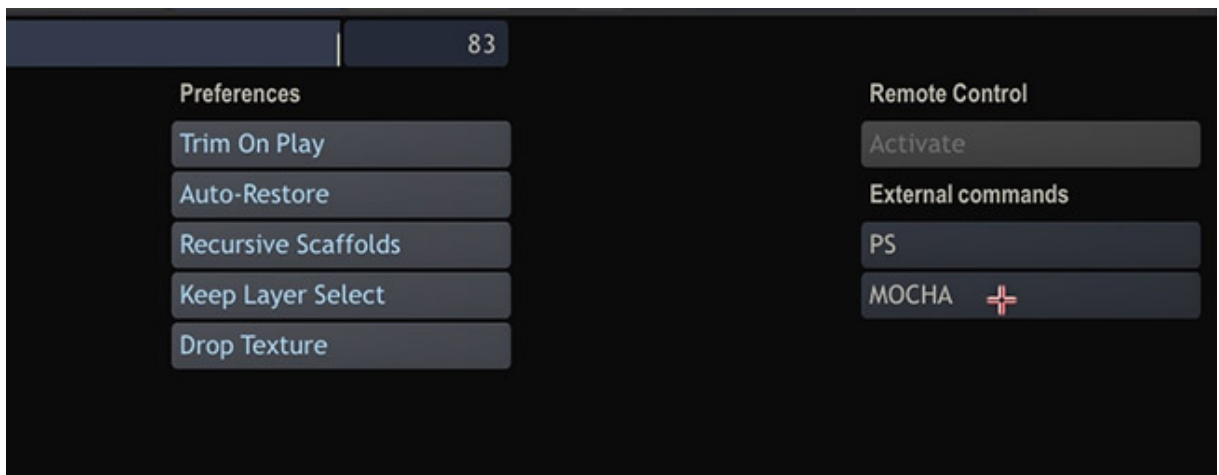 83
Preferences
Trim On Play
Auto-Restore
Recursive Scaffolds
Keep Layer Select
Drop Texture
Remote Control
Activate
External commands
PS
MOCHA